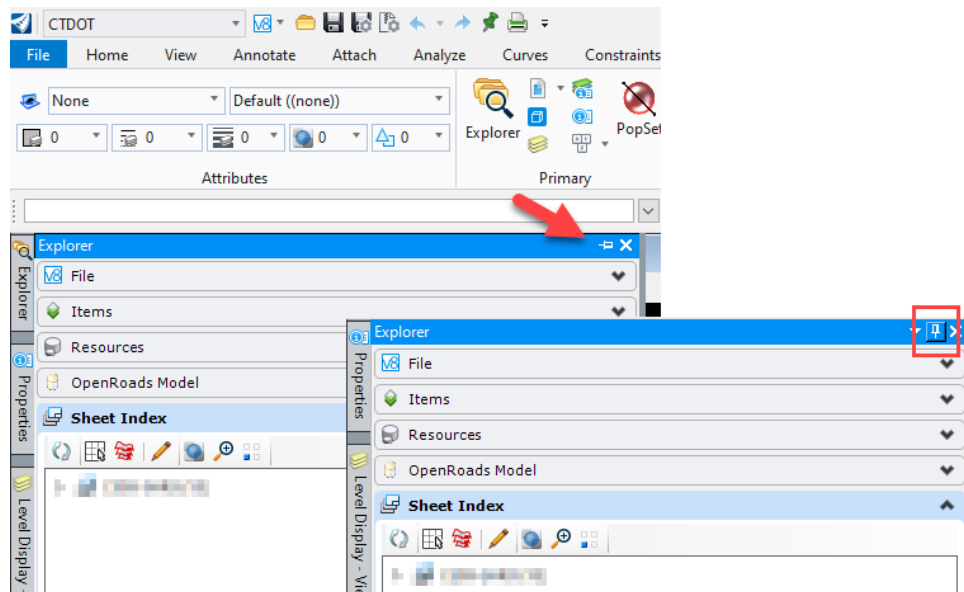 CTDOT
File Home View Annotate Attach Analyze Curves Constraints
None Default ((none))
0 0 0 0 0
Explorer
Attributes Primary
Explorer
File
Items
Resources
OpenRoads Model
Sheet Index
Explorer
Properties
Level Display -
Explorer
File
Items
Resources
OpenRoads Model
Sheet Index
Properties
Level Display -